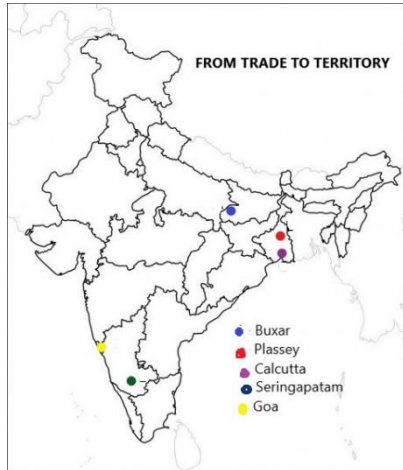 FROM TRADE TO TERRITORY
Buxar
Plassey
Calcutta
Seringapatam
Goa